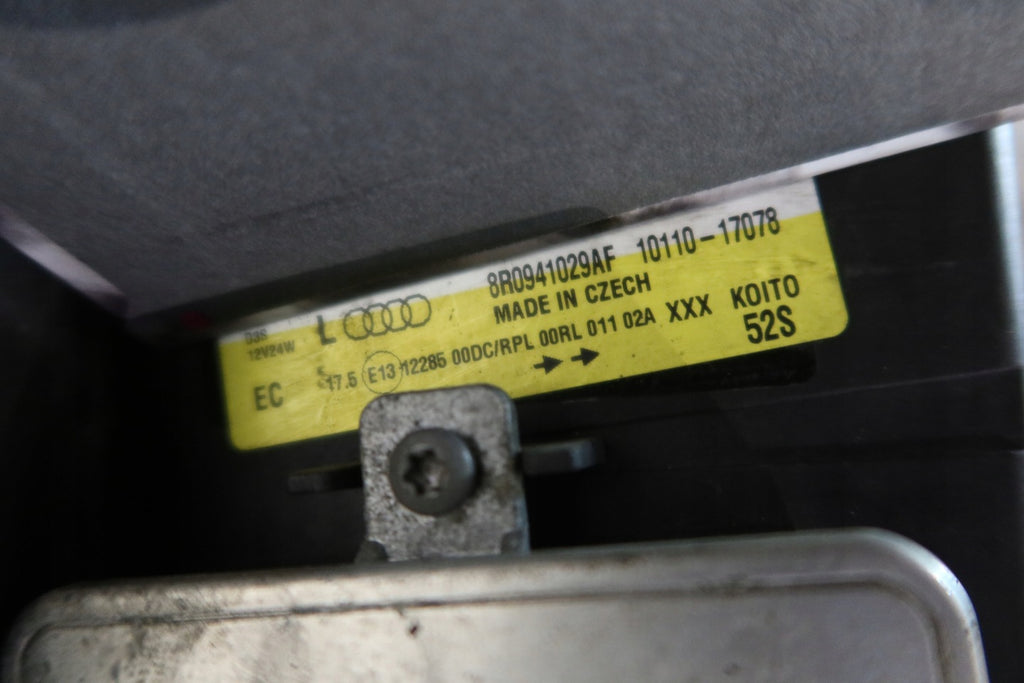 8R0941029AF 10110-17078
D3S L MADE IN CZECH
12V24W
EC 17.5 E13 12285 00DC/RPL 00RL 011 02A XXX KOITO
52S